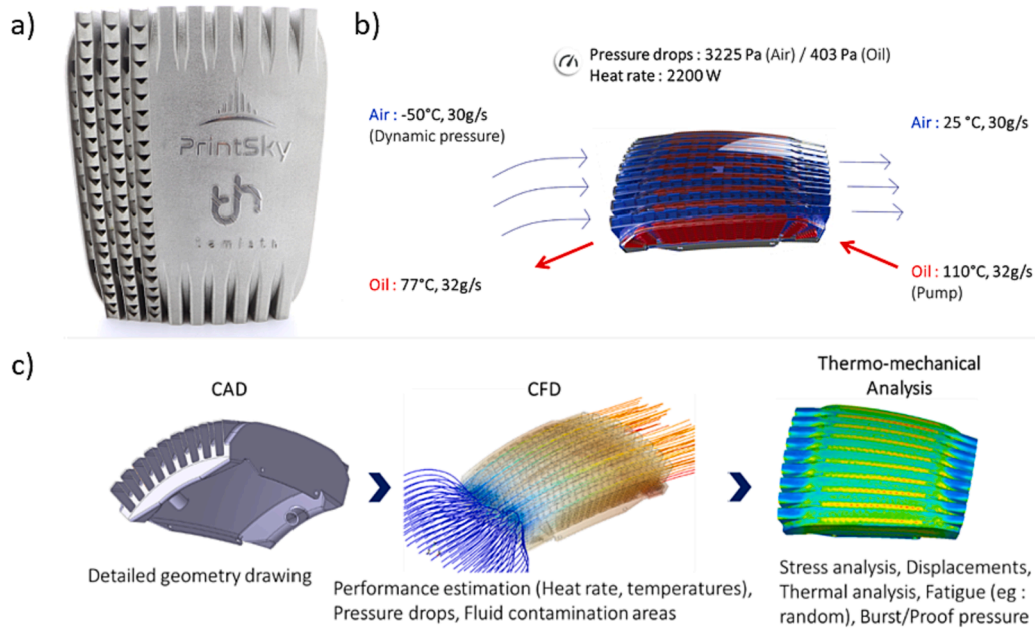 a)
PrintSky
th
temisth
b)
Pressure drops : 3225 Pa (Air) / 403 Pa (Oil)
Heat rate : 2200 W
Air : -50°C, 30g/s
(Dynamic pressure)
Air : 25 °C, 30g/s
Oil : 77°C, 32g/s
Oil : 110°C, 32g/s
(Pump)
c)
CAD
Detailed geometry drawing
CFD
Performance estimation (Heat rate, temperatures),
Pressure drops, Fluid contamination areas
Thermo-mechanical
Analysis
Stress analysis, Displacements,
Thermal analysis, Fatigue (eg :
random), Burst/Proof pressure